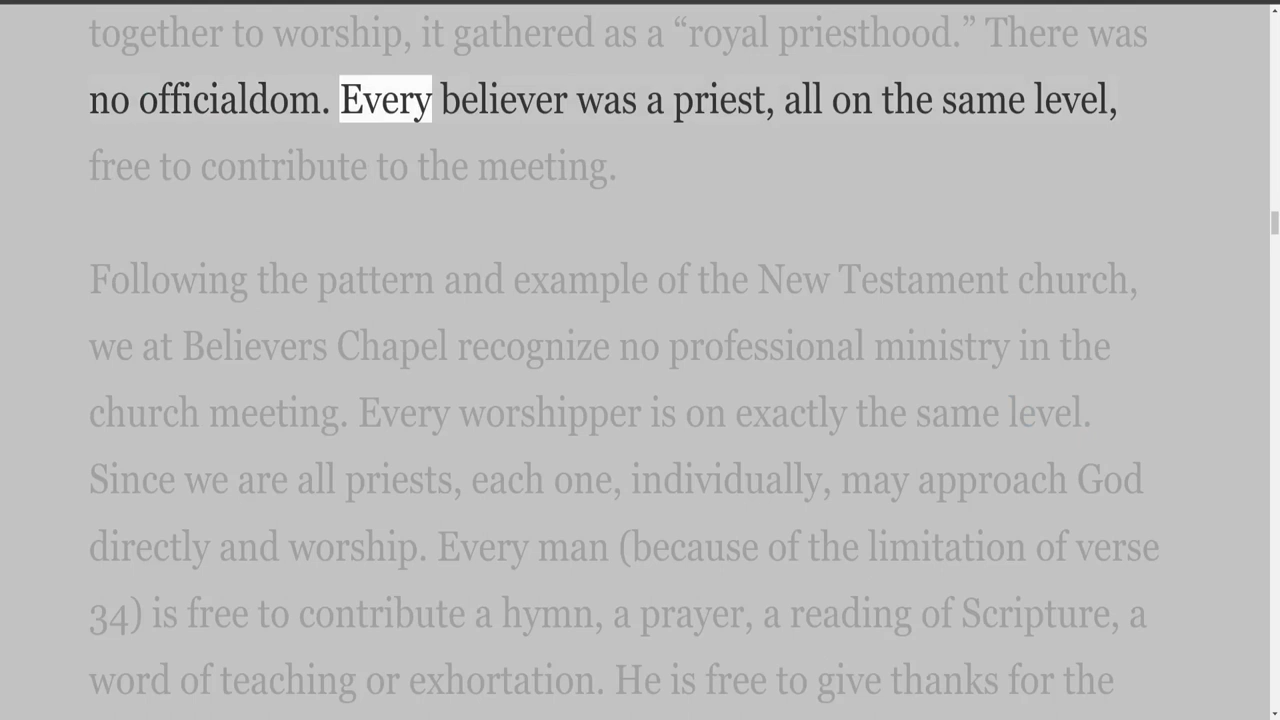 together to worship, it gathered as a “royal priesthood.” There was
no officialdom. Every believer was a priest, all on the same level,
free to contribute to the meeting.
Following the pattern and example of the New Testament church,
we at Believers Chapel recognize no professional ministry in the
church meeting. Every worshipper is on exactly the same level.
Since we are all priests, each one, individually, may approach God
directly and worship. Every man (because of the limitation of verse
34) is free to contribute a hymn, a prayer, a reading of Scripture, a
word of teaching or exhortation. He is free to give thanks for the